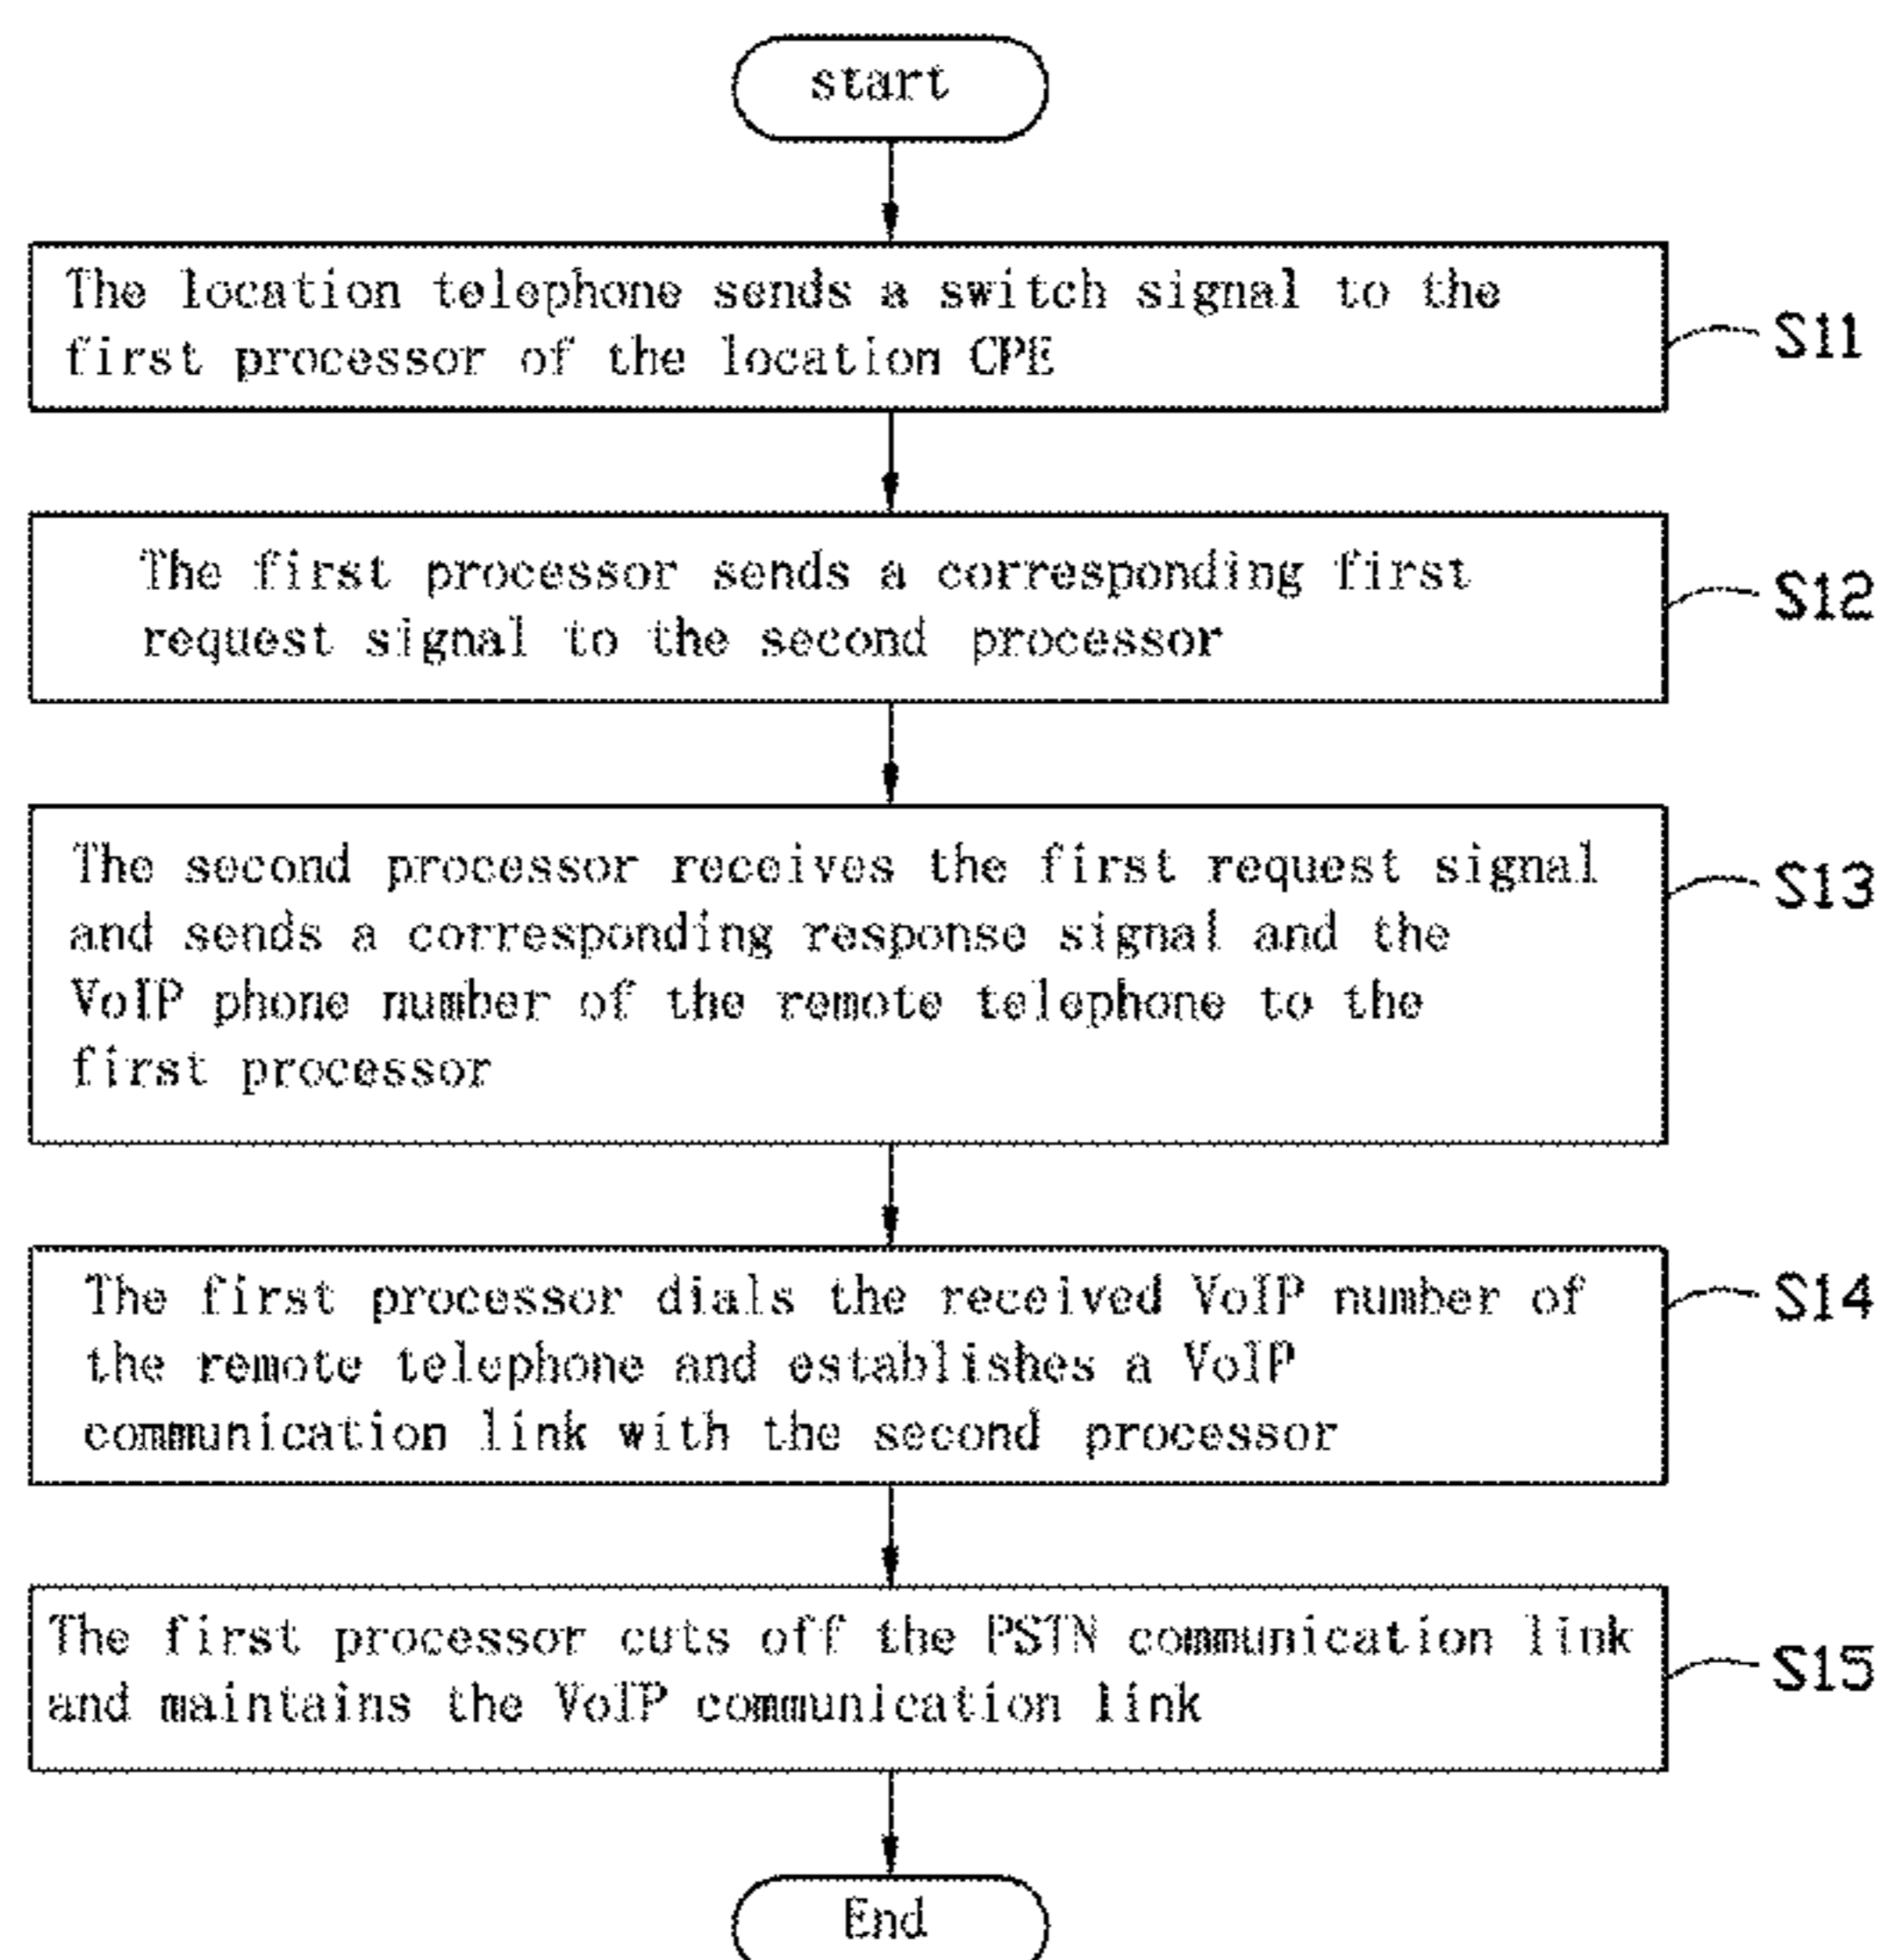 start
The location telephone sends a switch signal to the
first processor of the location CPE
S11
The first processor sends a corresponding first
request signal to the second processor
S12
The second processor receives the first request signal
and sends a corresponding response signal and the
VoIP phone number of the remote telephone to the
first processor
S13
The first processor dials the received VoIP number of
the remote telephone and establishes a VoIP
communication link with the second processor
S14
The first processor cuts off the PSTN communication link
and maintains the VoIP communication link
S15
End